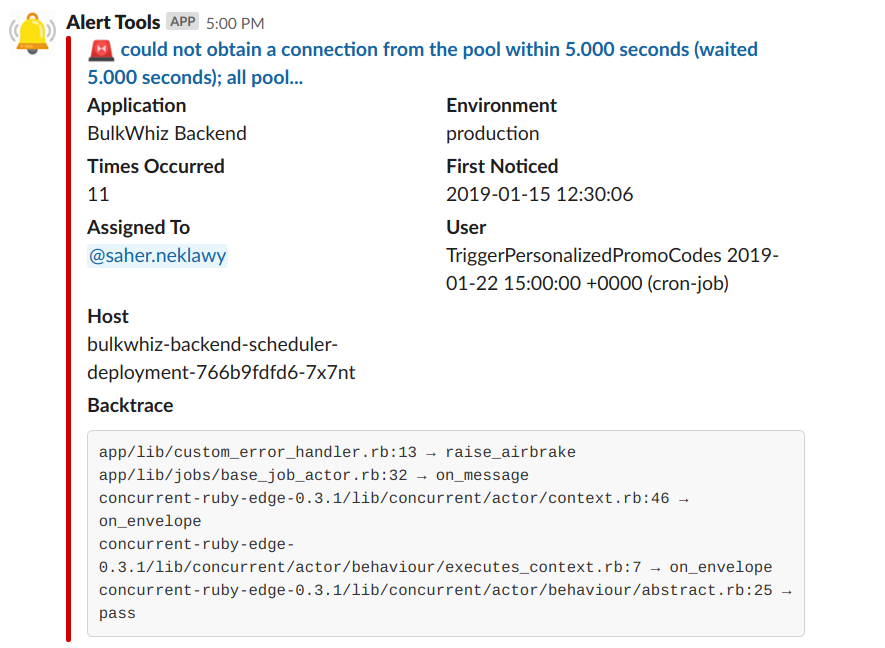 Alert Tools APP 5:00 PM
could not obtain a connection from the pool within 5.000 seconds (waited
5.000 seconds); all pool...
Application
Environment
BulkWhiz Backend
production
Times Occurred
First Noticed
11
2019-01-15 12:30:06
Assigned To
User
@saher.neklawy
TriggerPersonalizedPromoCodes 2019-
01-22 15:00:00 +0000 (cron-job)
Host
bulkwhiz-backend-scheduler-
deployment-766b9fdfd6-7x7nt
Backtrace
app/lib/custom_error_handler.rb:13 → raise_airbrake
app/lib/jobs/base_job_actor.rb:32 → on_message
concurrent-ruby-edge-0.3.1/lib/concurrent/actor/context.rb:46 →
on_envelope
concurrent-ruby-edge-
0.3.1/lib/concurrent/actor/behaviour/executes_context.rb:7 → on_envelope
concurrent-ruby-edge-0.3.1/lib/concurrent/actor/behaviour/abstract.rb:25 →
pass